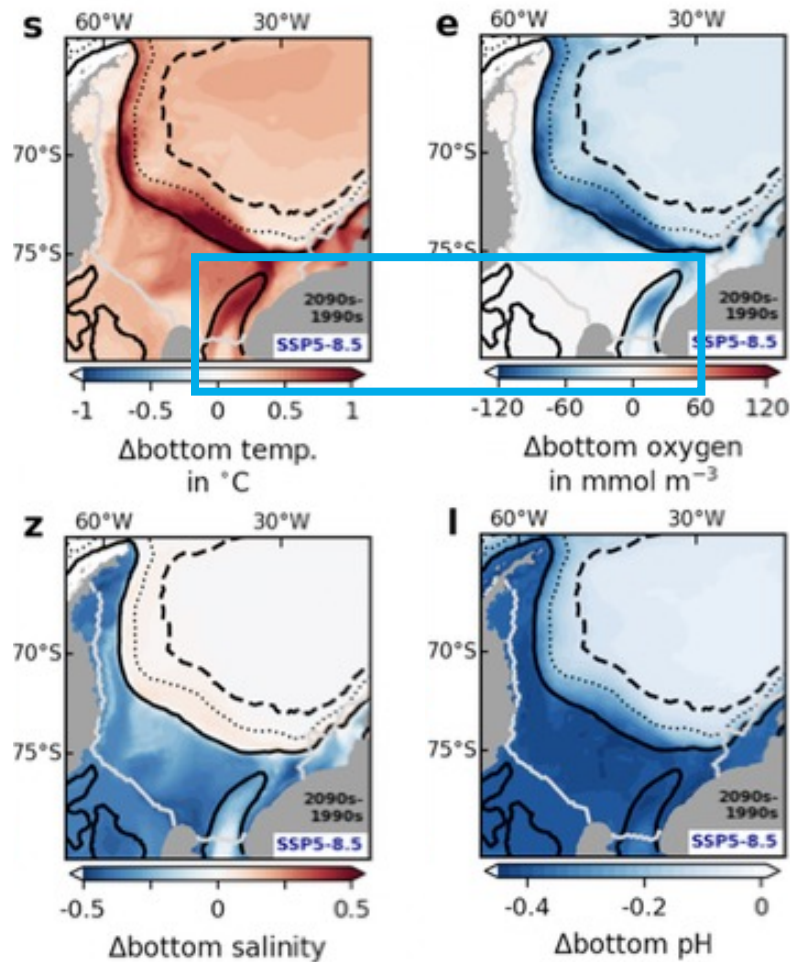 s
60°W 30°W
70°S
75°S
2090s-
1990s
SSP5-8.5
-1 -0.5 0 0.5 1
Δbottom temp.
in °C
e
60°W 30°W
70°S
75°S
2090s-
1990s
SSP5-8.5
-120 -60 0 60 120
Δbottom oxygen
in mmol m⁻³
z
60°W 30°W
70°S
75°S
2090s-
1990s
SSP5-8.5
-0.5 0 0.5
Δbottom salinity
l
60°W 30°W
70°S
75°S
2090s-
1990s
SSP5-8.5
-0.4 -0.2 0
Δbottom pH